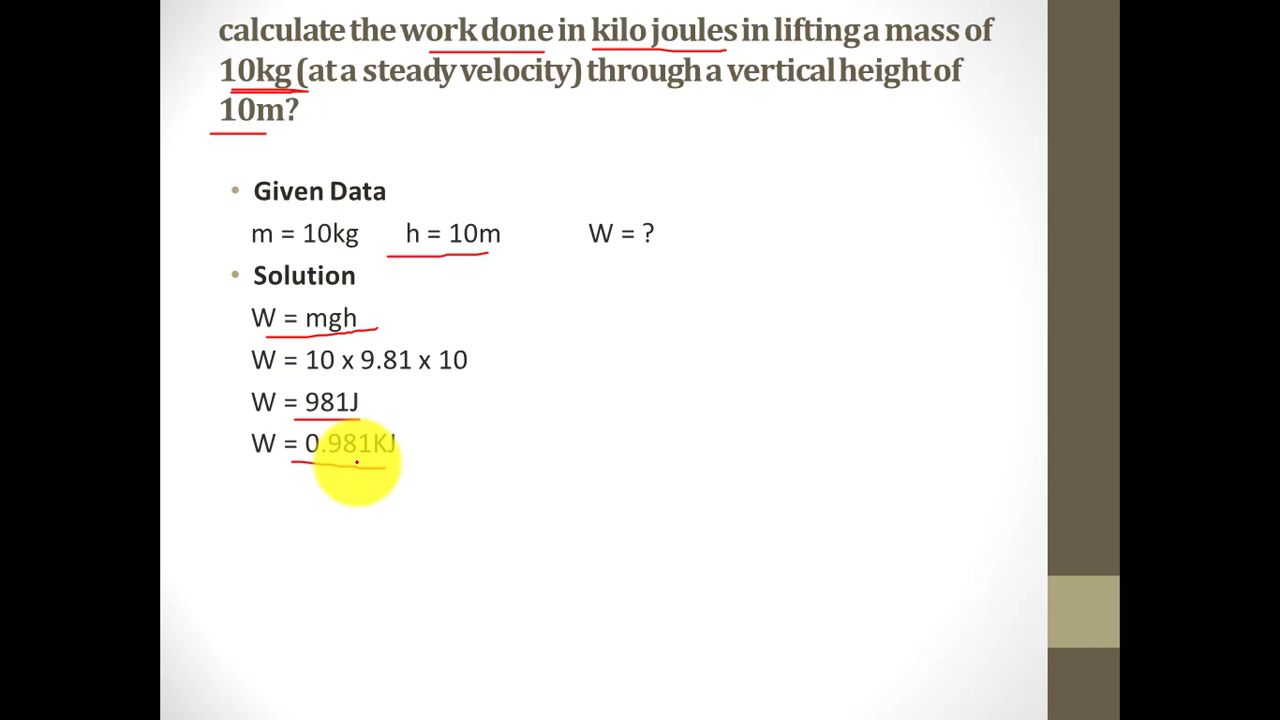 calculate the work done in kilo joules in lifting a mass of
10kg (at a steady velocity) through a vertical height of
10m?
• Given Data
m = 10kg h = 10m W = ?
• Solution
W = mgh
W = 10 x 9.81 x 10
W = 981J
W = 0.981KJ